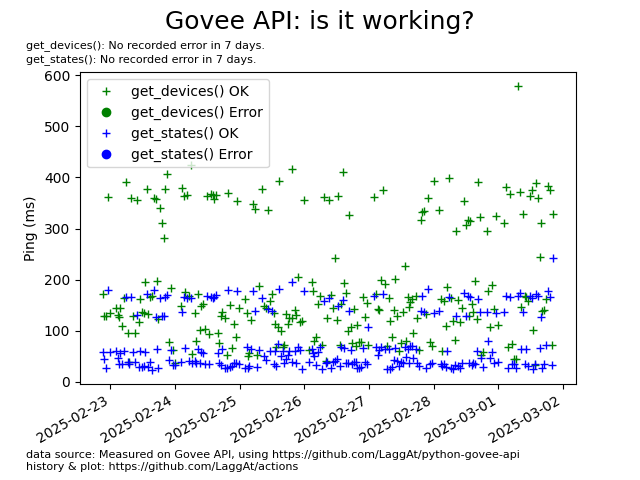 Govee API: is it working?
get_devices(): No recorded error in 7 days.
get_states(): No recorded error in 7 days.
600
500
400
300
200
100
0
Ping (ms)
get_devices() OK
get_devices() Error
get_states() OK
get_states() Error
2025-02-23
2025-02-24
2025-02-25
2025-02-26
2025-02-27
2025-02-28
2025-03-01
2025-03-02
data source: Measured on Govee API, using https://github.com/LaggAt/python-govee-api
history & plot: https://github.com/LaggAt/actions